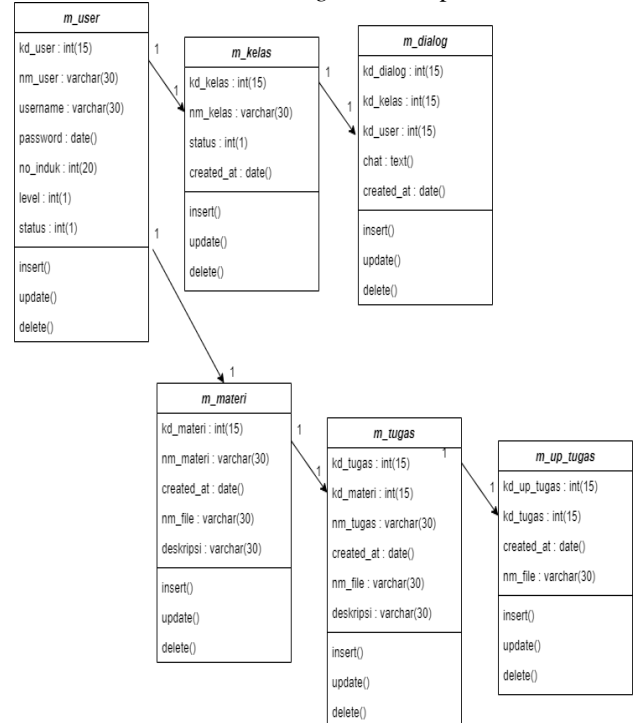 m_user
kd_user : int(15)
nm_user : varchar(30)
username : varchar(30)
password : date()
no_induk : int(20)
level : int(1)
status : int(1)
insert()
update()
delete()
1
1
m_kelas
kd_kelas : int(15)
nm_kelas : varchar(30)
status : int(1)
created_at : date()
insert()
update()
delete()
1
1
m_dialog
kd_dialog : int(15)
kd_kelas : int(15)
kd_user : int(15)
chat : text()
created_at : date()
insert()
update()
delete()
1
1
m_materi
kd_materi : int(15)
nm_materi : varchar(30)
created_at : date()
nm_file : varchar(30)
deskripsi : varchar(30)
insert()
update()
delete()
1
1
m_tugas
kd_tugas : int(15)
kd_materi : int(15)
nm_tugas : varchar(30)
created_at : date()
nm_file : varchar(30)
deskripsi : varchar(30)
insert()
update()
delete()
1
1
m_up_tugas
kd_up_tugas : int(15)
kd_tugas : int(15)
created_at : date()
nm_file : varchar(30)
insert()
update()
delete()